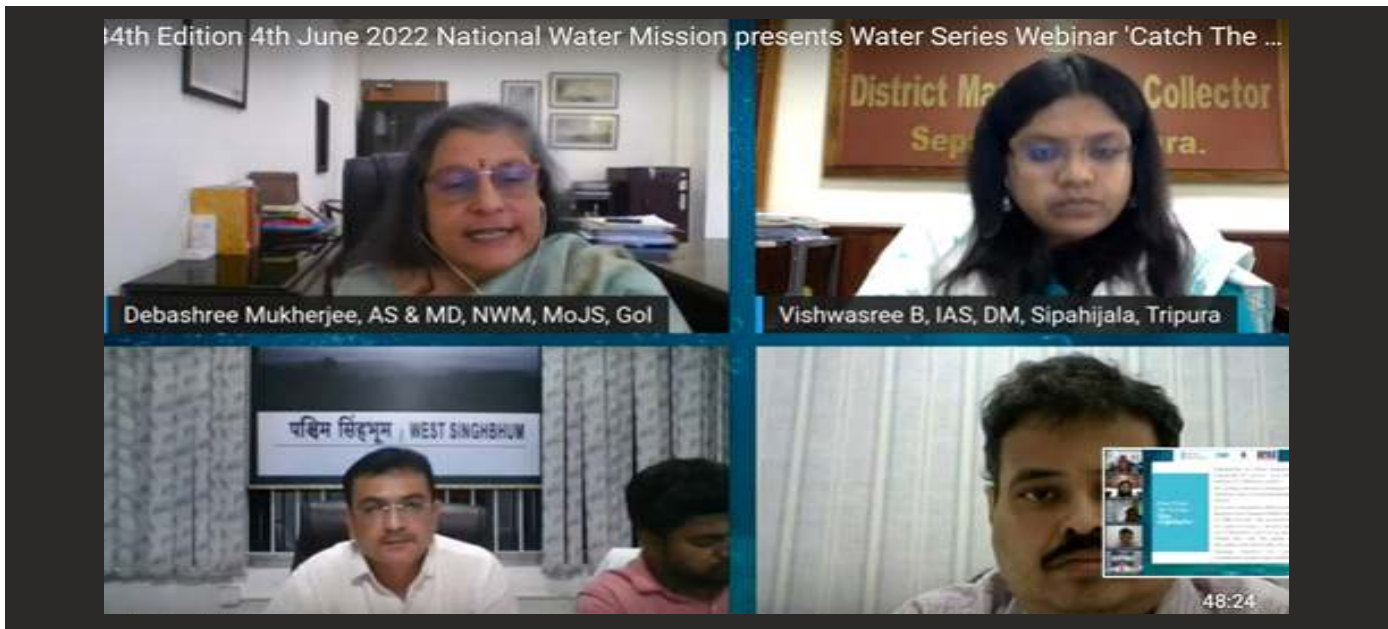 34th Edition 4th June 2022 National Water Mission presents Water Series Webinar 'Catch The ...
District Ma Collector
Sep ra.
Debashree Mukherjee, AS & MD, NWM, MoJS, GoI
Vishwasree B, IAS, DM, Sipahijala, Tripura
पश्चिम सिंहभूम | WEST SINGHBHUM
48:24